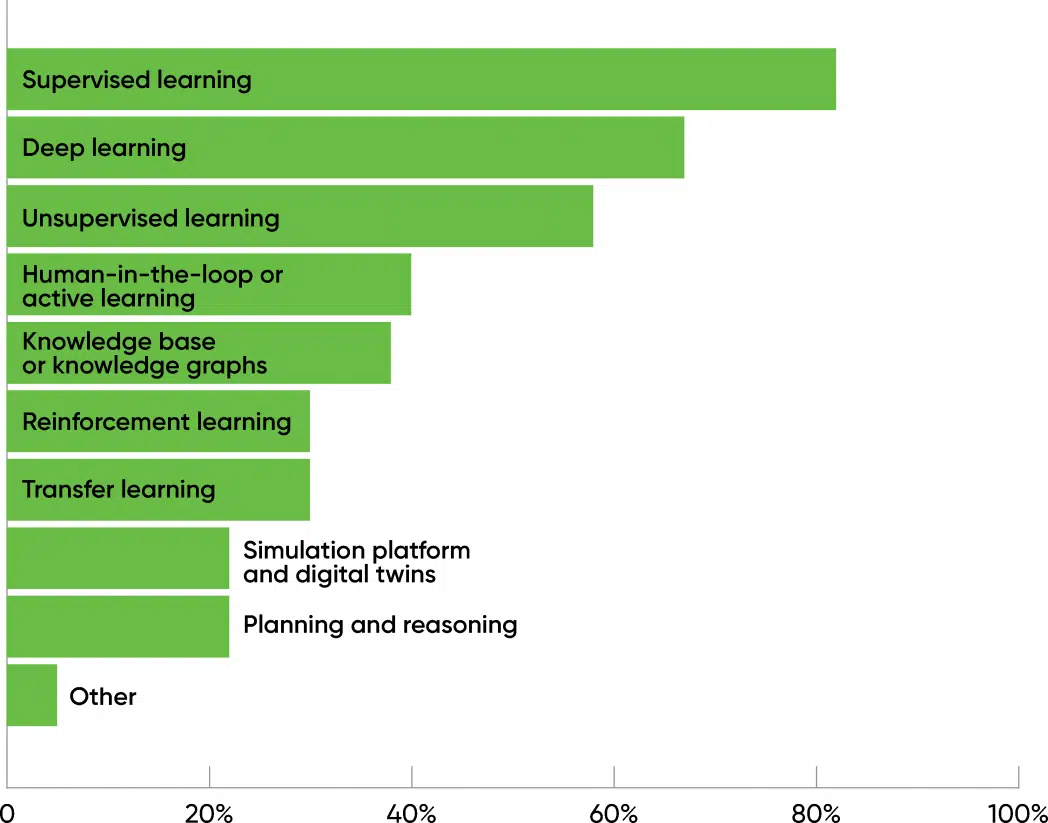 Supervised learning
Deep learning
Unsupervised learning
Human-in-the-loop or
active learning
Knowledge base
or knowledge graphs
Reinforcement learning
Transfer learning
Simulation platform
and digital twins
Planning and reasoning
Other
0 20% 40% 60% 80% 100%